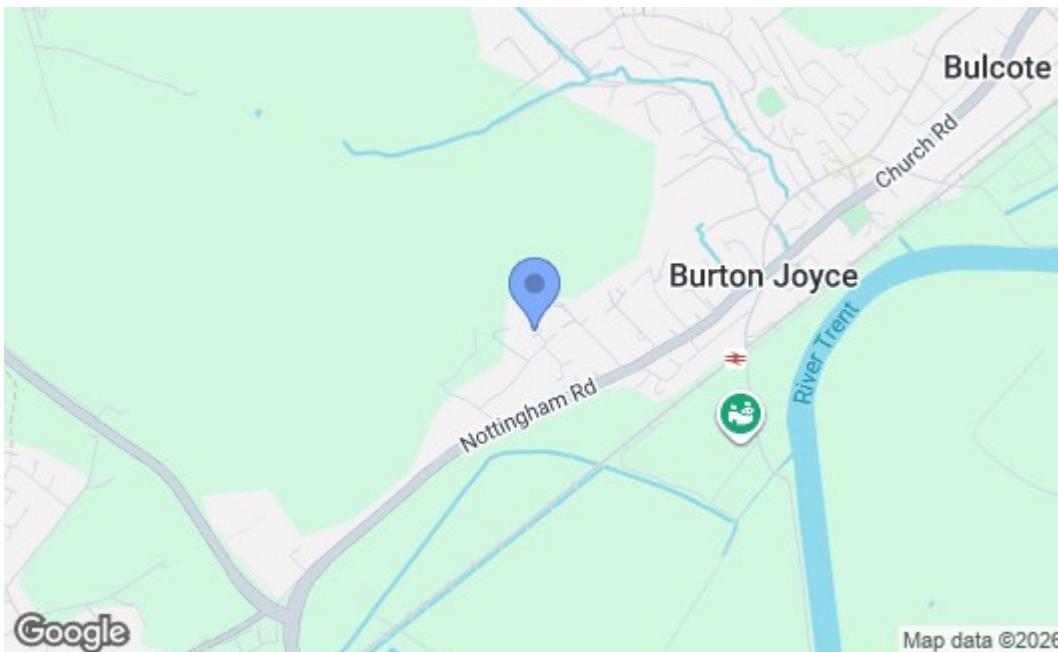 Bulcote
Church Rd
Burton Joyce
River Trent
Nottingham Rd
Google
Map data ©2026